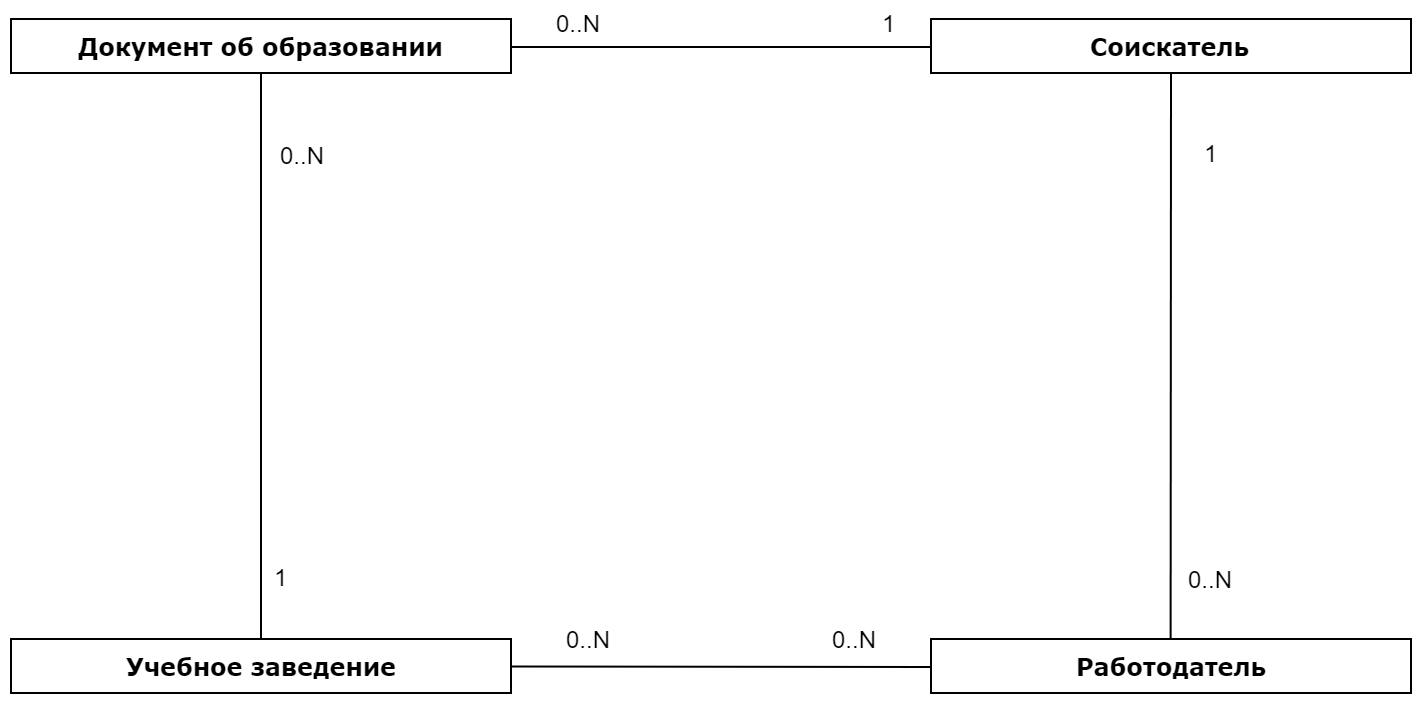 0..N
1
Документ об образовании
Соискатель
0..N
1
1
0..N
0..N
0..N
Учебное заведение
Работодатель